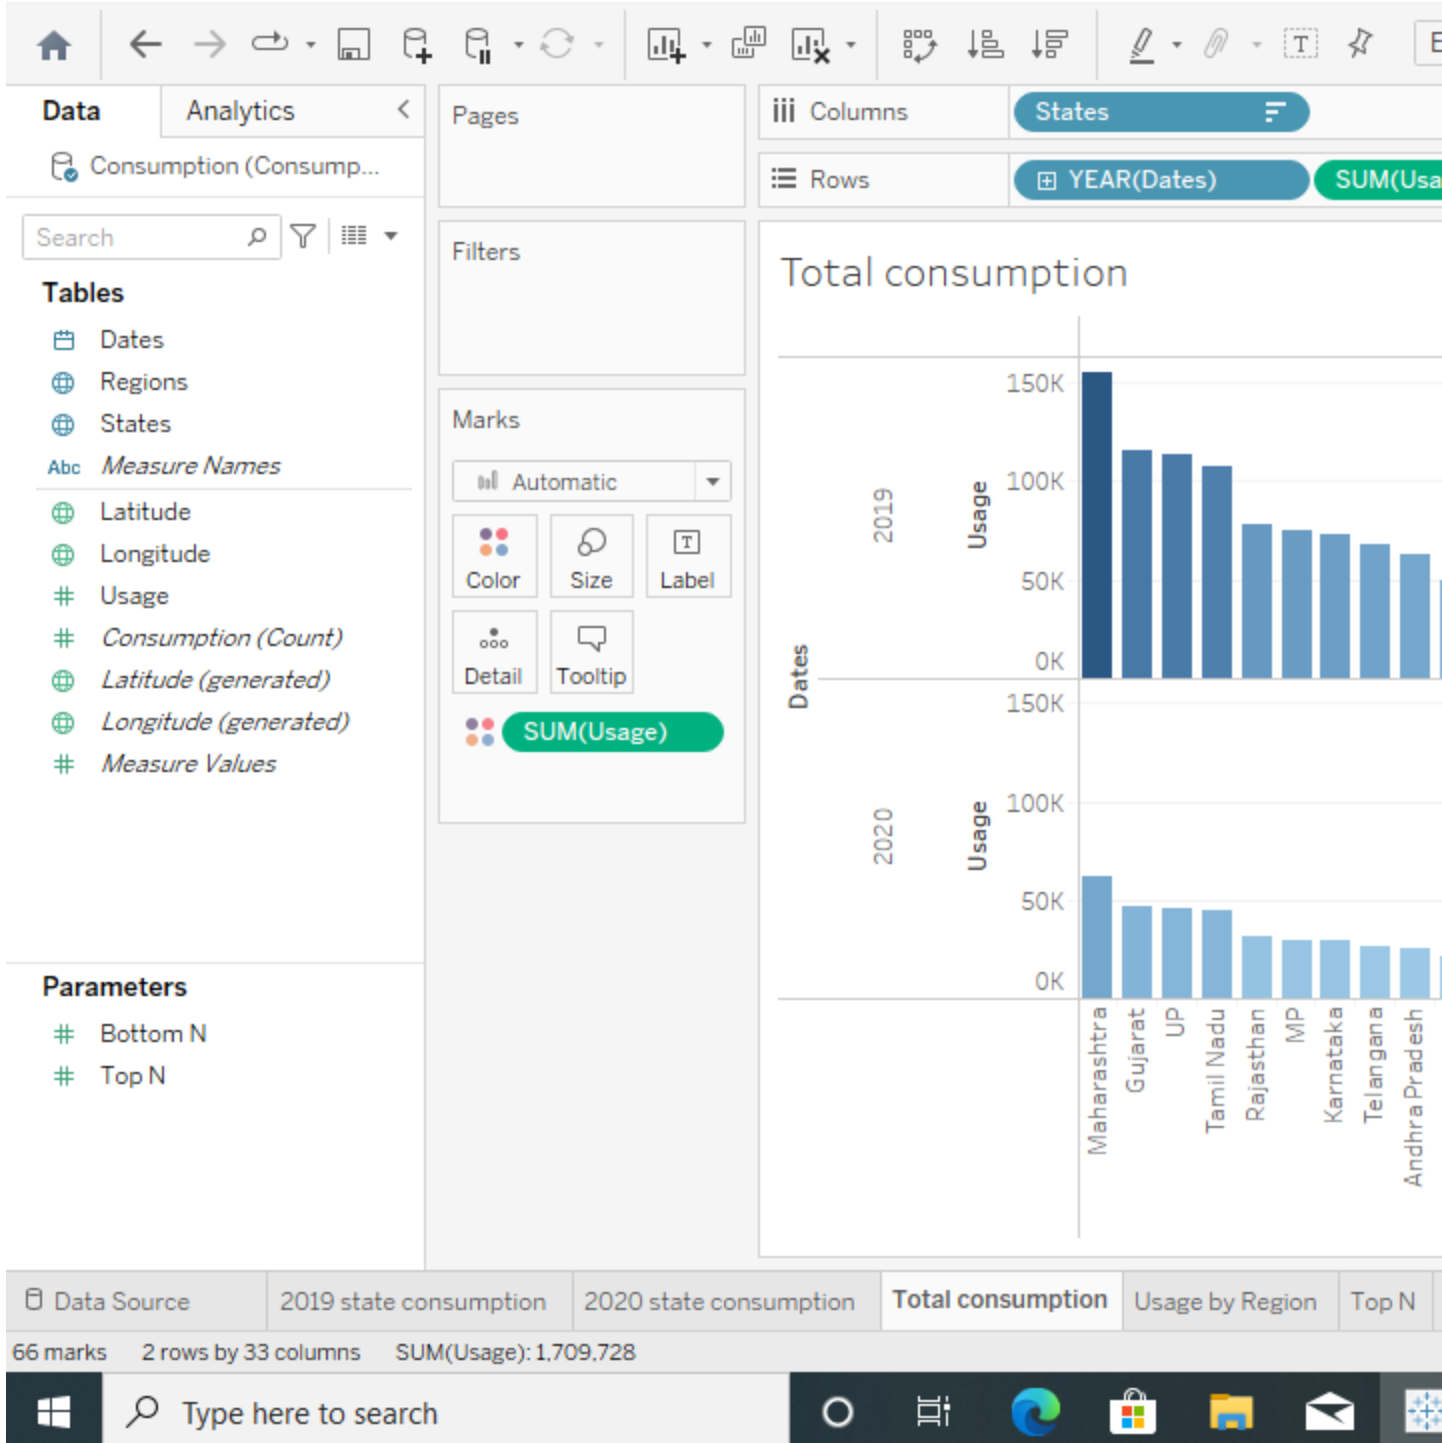 Data
Analytics
Consumption (Consump...
Search
Tables
Dates
Regions
States
Abc Measure Names
Latitude
Longitude
# Usage
# Consumption (Count)
Latitude (generated)
Longitude (generated)
# Measure Values
Parameters
# Bottom N
# Top N
Pages
Filters
Marks
Automatic
Color
Size
T
Label
Detail
Tooltip
SUM(Usage)
T
Columns
States
Rows
YEAR(Dates)
SUM(Usa
Total consumption
Dates
2019
Usage
150K
100K
50K
0K
2020
Usage
150K
100K
50K
0K
Maharashtra
Gujarat
UP
Tamil Nadu
Rajasthan
MP
Karnataka
Telangana
Andhra Pradesh
Data Source
2019 state consumption
2020 state consumption
Total consumption
Usage by Region
Top N
66 marks 2 rows by 33 columns SUM(Usage): 1,709,728
Type here to search